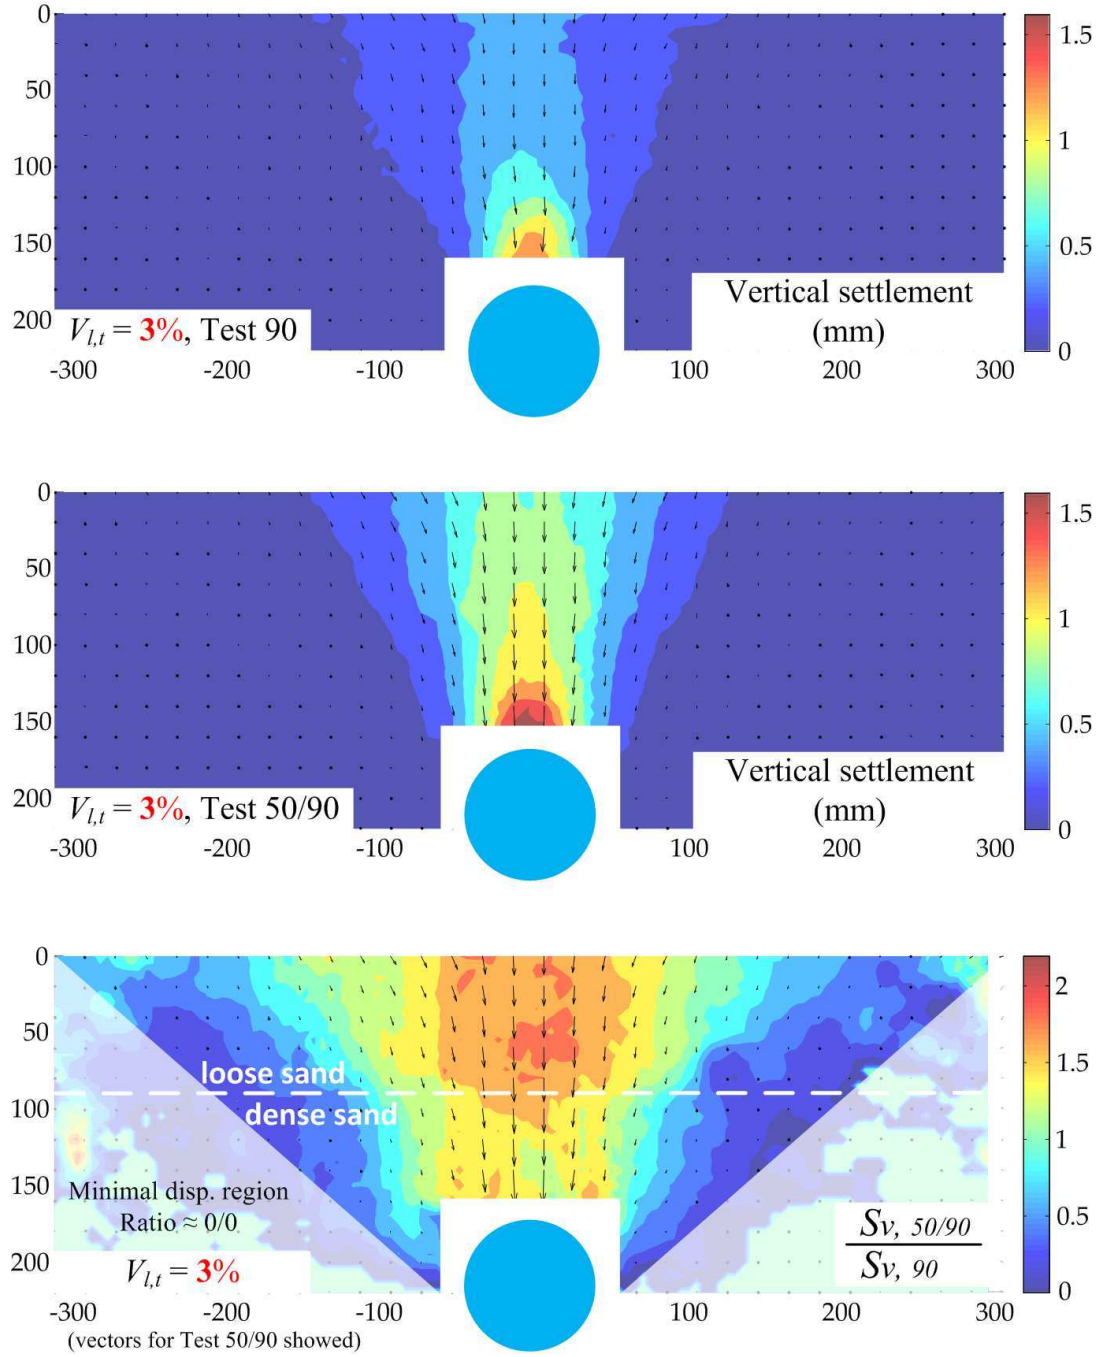 0
50
100
150
200
1.5
1
0.5
0
V_{l,t} = 3%, Test 90
Vertical settlement
(mm)
-300 -200 -100 100 200 300
0
50
100
150
200
1.5
1
0.5
0
V_{l,t} = 3%, Test 50/90
Vertical settlement
(mm)
-300 -200 -100 100 200 300
0
50
100
150
200
2
1.5
1
0.5
0
loose sand
dense sand
Minimal disp. region
Ratio ≈ 0/0
V_{l,t} = 3%
Sv, 50/90
Sv, 90
-300 -200 -100 100 200 300
(vectors for Test 50/90 showed)